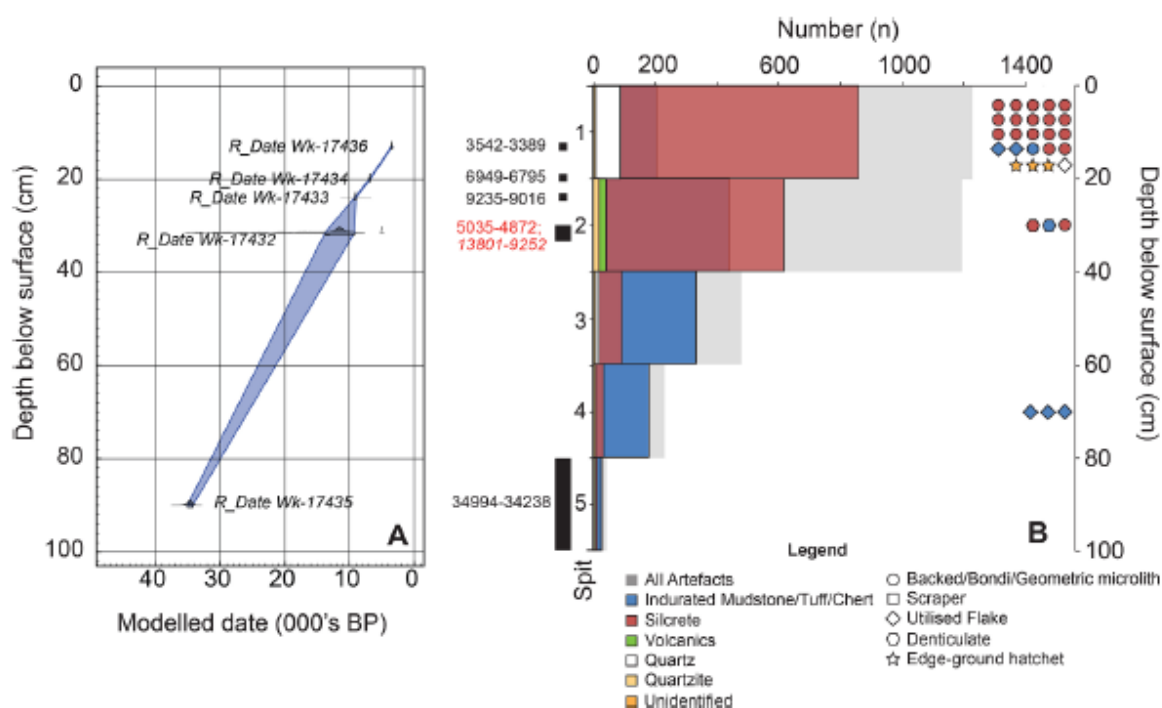 Number (n)
0 200 600 1000 1400
0
20
40
60
80
100
Depth below surface (cm)
R_Date Wk-17436
R_Date Wk-17434
R_Date Wk-17433
R_Date Wk-17432
R_Date Wk-17435
A
40 30 20 10 0
Modelled date (000's BP)
3542-3389
6949-6795
9235-9016
5035-4872;
13801-9252
34994-34238
1
2
3
4
5
Spit
0
20
40
60
80
100
Depth below surface (cm)
B
Legend
All Artefacts
Indurated Mudstone/Tuff/Chert
Silcrete
Volcanics
Quartz
Quartzite
Unidentified
Backed/Bondi/Geometric microlith
Scraper
Utilised Flake
Denticulate
Edge-ground hatchet